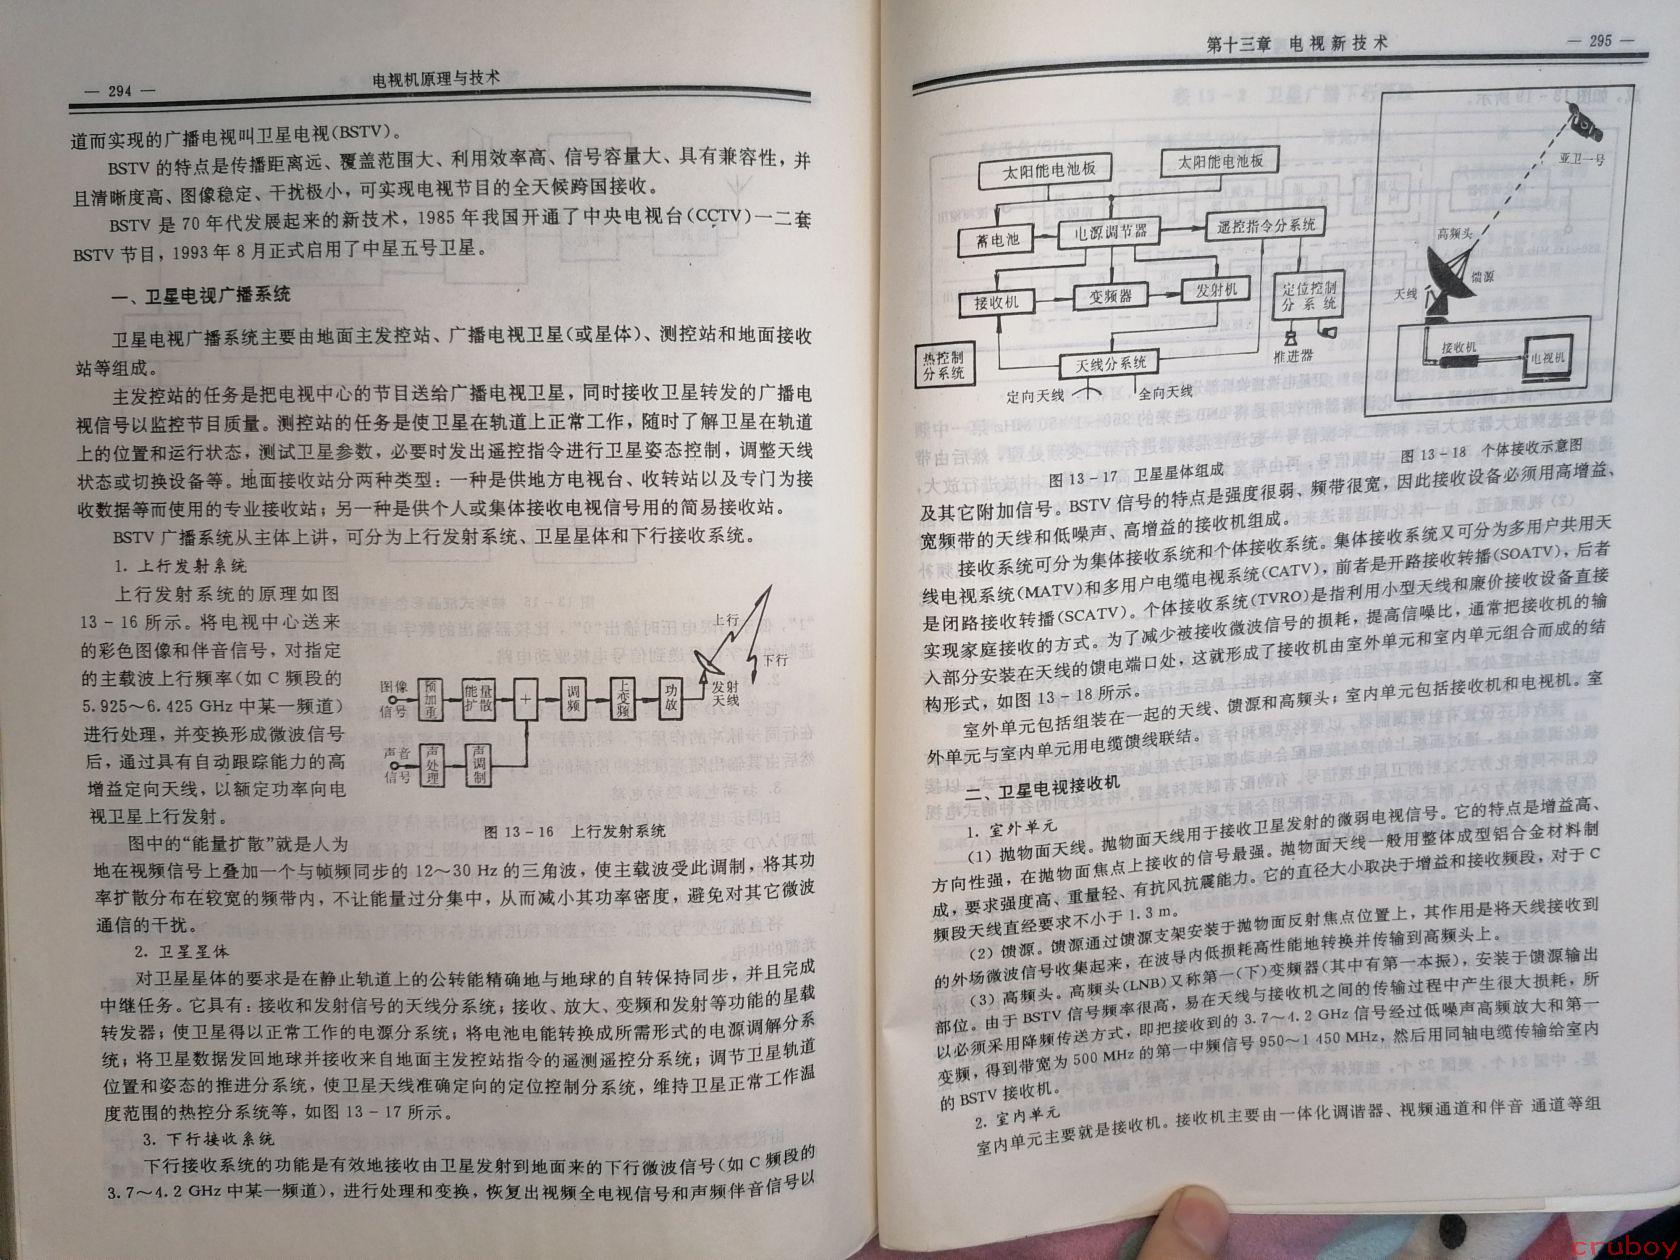 — 294 —
电视机原理与技术
道而实现的广播电视叫卫星电视(BSTV)。
BSTV 的特点是传播距离远、覆盖范围大、利用效率高、信号容量大、具有兼容性，并
且清晰度高、图像稳定、干扰极小，可实现电视节目的全天候跨国接收。
BSTV 是 70 年代发展起来的新技术，1985 年我国开通了中央电视台(CCTV)一二套
BSTV 节目，1993 年 8 月正式启用了中星五号卫星。
一、卫星电视广播系统
卫星电视广播系统主要由地面主发控站、广播电视卫星(或星体)、测控站和地面接收
站等组成。
主发控站的任务是把电视中心的节目送给广播电视卫星，同时接收卫星转发的广播电
视信号以监控节目质量。测控站的任务是使卫星在轨道上正常工作，随时了解卫星在轨道
上的位置和运行状态，测试卫星参数，必要时发出遥控指令进行卫星姿态控制，调整天线
状态或切换设备等。地面接收站分两种类型：一种是供地方电视台、收转站以及专门为接
收数据等而使用的专业接收站；另一种是供个人或集体接收电视信号用的简易接收站。
BSTV 广播系统从主体上讲，可分为上行发射系统、卫星星体和下行接收系统。
1. 上行发射系统
上行发射系统的原理如图
13－16 所示。将电视中心送来
的彩色图像和伴音信号，对指定
的主载波上行频率(如 C 频段的
5.925～6.425 GHz 中某一频道)
进行处理，并变换形成微波信号
后，通过具有自动跟踪能力的高
增益定向天线，以额定功率向电
视卫星上行发射。
上行
下行
图像
信号
预加重
能量扩散
+
调频
上变频
功放
发射
天线
声音
信号
声处理
声调制
图 13－16 上行发射系统
图中的“能量扩散”就是人为
地在视频信号上叠加一个与帧频同步的 12～30 Hz 的三角波，使主载波受此调制，将其功
率扩散分布在较宽的频带内，不让能量过分集中，从而减小其功率密度，避免对其它微波
通信的干扰。
2. 卫星星体
对卫星星体的要求是在静止轨道上的公转能精确地与地球的自转保持同步，并且完成
中继任务。它具有：接收和发射信号的天线分系统；接收、放大、变频和发射等功能的星载
转发器；使卫星得以正常工作的电源分系统；将电池电能转换成所需形式的电源调解分系
统；将卫星数据发回地球并接收来自地面主发控站指令的遥测遥控分系统；调节卫星轨道
位置和姿态的推进分系统，使卫星天线准确定向的定位控制分系统，维持卫星正常工作温
度范围的热控分系统等，如图 13－17 所示。
3. 下行接收系统
下行接收系统的功能是有效地接收由卫星发射到地面来的下行微波信号(如 C 频段的
3.7～4.2 GHz 中某一频道)，进行处理和变换，恢复出视频全电视信号和声频伴音信号以
第十三章 电视新技术
— 295 —
太阳能电池板
太阳能电池板
蓄电池
电源调节器
遥控指令分系统
接收机
变频器
发射机
定位控制
分系统
热控制
分系统
天线分系统
推进器
定向天线
全向天线
图 13－17 卫星星体组成
亚卫一号
高频头
馈源
天线
接收机
电视机
图 13－18 个体接收示意图
及其它附加信号。BSTV 信号的特点是强度很弱、频带很宽，因此接收设备必须用高增益、
宽频带的天线和低噪声、高增益的接收机组成。
接收系统可分为集体接收系统和个体接收系统。集体接收系统又可分为多用户共用天
线电视系统(MATV)和多用户电缆电视系统(CATV)，前者是开路接收转播(SOATV)，后者
是闭路接收转播(SCATV)。个体接收系统(TVRO)是指利用小型天线和廉价接收设备直接
实现家庭接收的方式。为了减少被接收微波信号的损耗，提高信噪比，通常把接收机的输
入部分安装在天线的馈电端口处，这就形成了接收机由室外单元和室内单元组合而成的结
构形式，如图 13－18 所示。
室外单元包括组装在一起的天线、馈源和高频头；室内单元包括接收机和电视机。室
外单元与室内单元用电缆馈线联结。
二、卫星电视接收机
1. 室外单元
(1) 抛物面天线。抛物面天线用于接收卫星发射的微弱电视信号。它的特点是增益高、
方向性强，在抛物面焦点上接收的信号最强。抛物面天线一般用整体成型铝合金材料制
成，要求强度高、重量轻、有抗风抗震能力。它的直径大小取决于增益和接收频段，对于 C
频段天线直径要求不小于 1.3 m。
(2) 馈源。馈源通过馈源支架安装于抛物面反射焦点位置上，其作用是将天线接收到
的外场微波信号收集起来，在波导内低损耗高性能地转换并传输到高频头上。
(3) 高频头。高频头(LNB)又称第一(下)变频器(其中有第一本振)，安装于馈源输出
部位。由于 BSTV 信号频率很高，易在天线与接收机之间的传输过程中产生很大损耗，所
以必须采用降频传送方式，即把接收到的 3.7～4.2 GHz 信号经过低噪声高频放大和第一
变频，得到带宽为 500 MHz 的第一中频信号 950～1 450 MHz，然后用同轴电缆传输给室内
的 BSTV 接收机。
2. 室内单元
室内单元主要就是接收机。接收机主要由一体化调谐器、视频通道和伴音 通道等组
cruboy